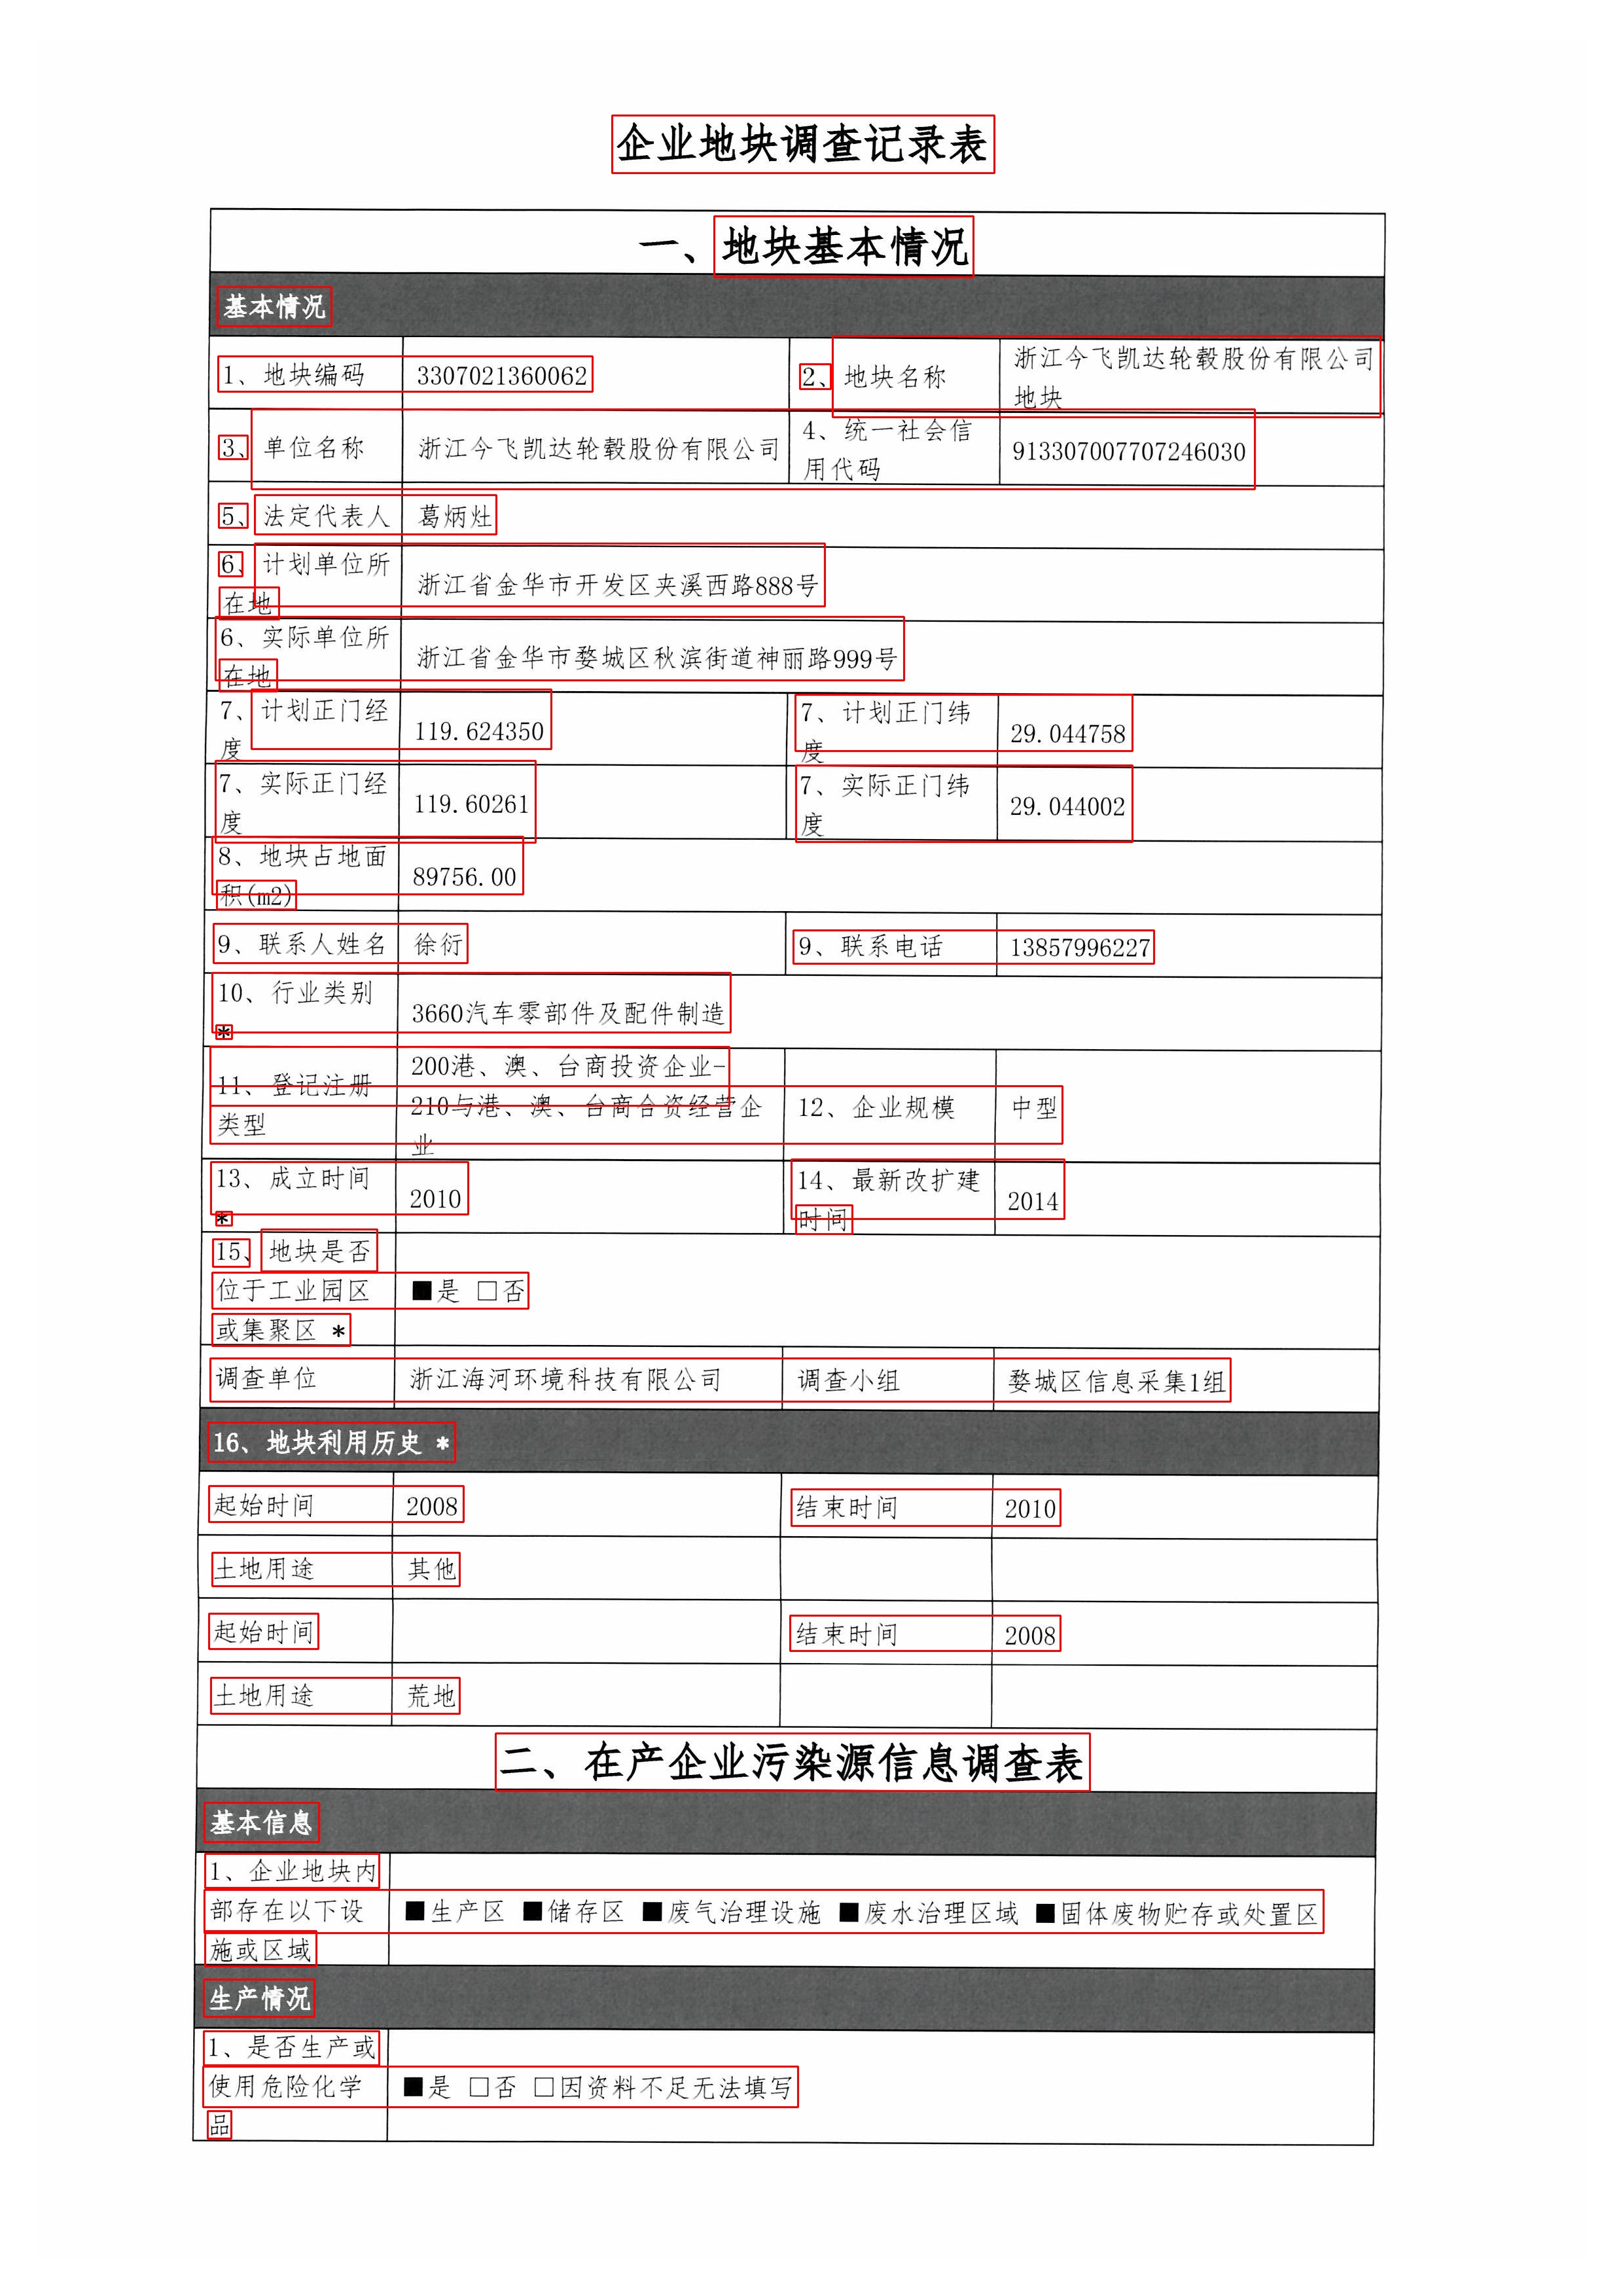 企业地块调查记录表
一、地块基本情况
基本情况
1、地块编码 3307021360062 2、地块名称 浙江今飞凯达轮毂股份有限公司
地块
3、单位名称 浙江今飞凯达轮毂股份有限公司 4、统一社会信
用代码 913307007707246030
5、法定代表人 葛炳灶
6、计划单位所
在地 浙江省金华市开发区夹溪西路888号
6、实际单位所
在地 浙江省金华市婺城区秋滨街道神丽路999号
7、计划正门经
度 119.624350 7、计划正门纬
度 29.044758
7、实际正门经
度 119.60261 7、实际正门纬
度 29.044002
8、地块占地面
积(m2) 89756.00
9、联系人姓名 徐衍 9、联系电话 13857996227
10、行业类别
* 3660汽车零部件及配件制造
11、登记注册
类型 200港、澳、台商投资企业-
210与港、澳、台商合资经营企
业 12、企业规模 中型
13、成立时间
* 2010 14、最新改扩建
时间 2014
15、地块是否
位于工业园区 ■是 □否
或集聚区 *
调查单位 浙江海河环境科技有限公司 调查小组 婺城区信息采集1组
16、地块利用历史 *
起始时间 2008 结束时间 2010
土地用途 其他
起始时间 结束时间 2008
土地用途 荒地
二、在产企业污染源信息调查表
基本信息
1、企业地块内
部存在以下设 ■生产区 ■储存区 ■废气治理设施 ■废水治理区域 ■固体废物贮存或处置区
施或区域
生产情况
1、是否生产或
使用危险化学 ■是 □否 □因资料不足无法填写
品